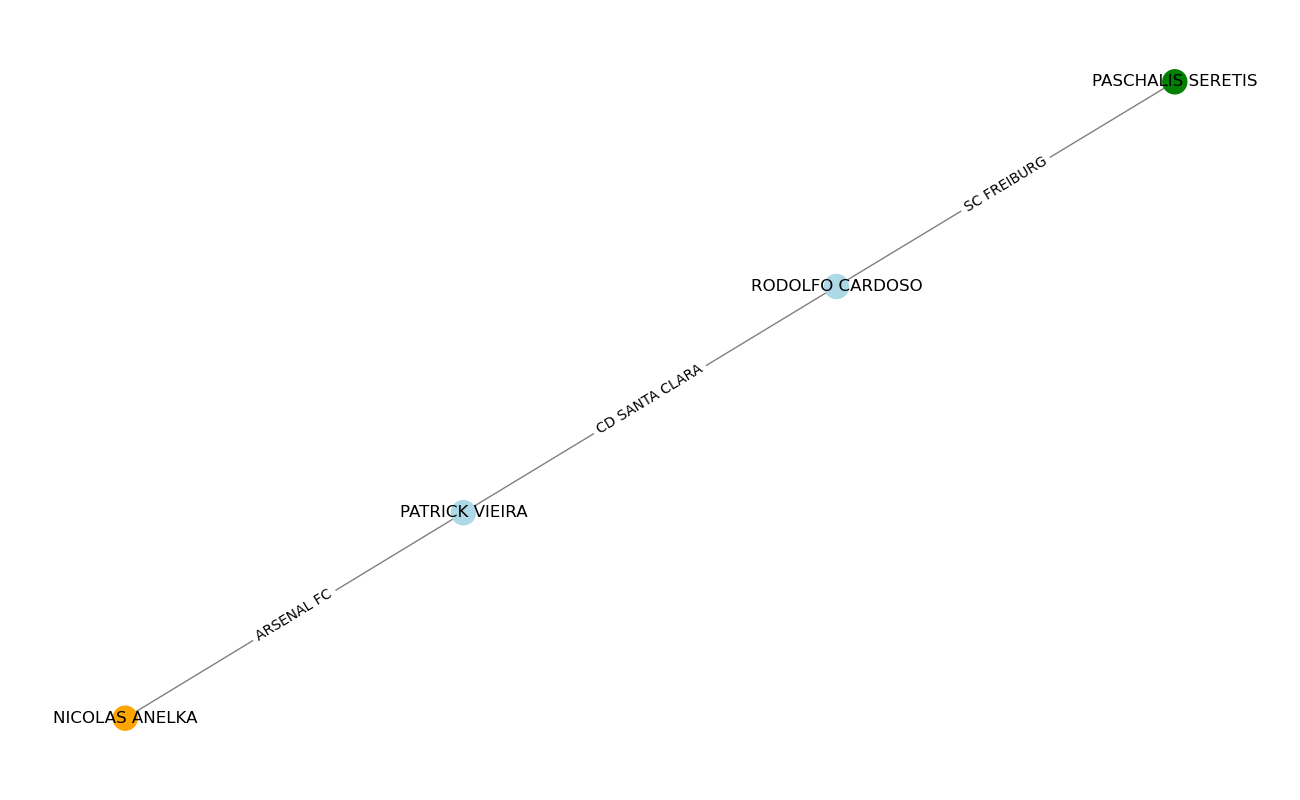 PASCHALIS SERETIS
SC FREIBURG
RODOLFO CARDOSO
CD SANTA CLARA
PATRICK VIEIRA
ARSENAL FC
NICOLAS ANELKA